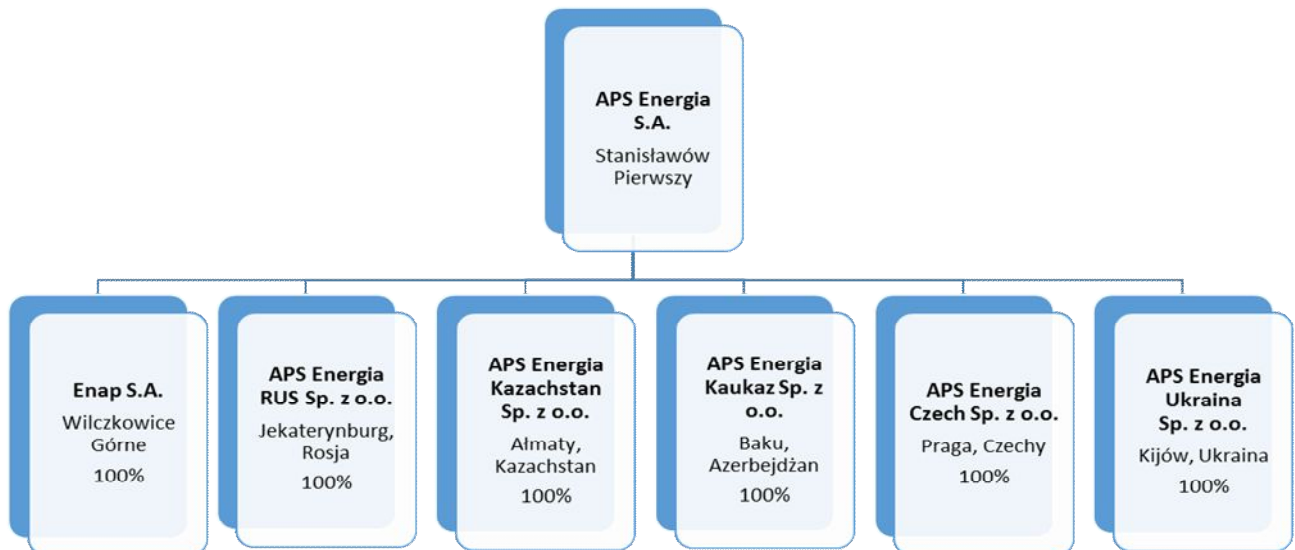 APS Energia
S.A.
Stanisławów
Pierwszy
Enap S.A.
Wilczkowice
Górne
100%
APS Energia
RUS Sp. z o.o.
Jekaterynburg,
Rosja
100%
APS Energia
Kazachstan
Sp. z o.o.
Ałmaty,
Kazachstan
100%
APS Energia
Kaukaz Sp. z
o.o.
Baku,
Azerbejdżan
100%
APS Energia
Czech Sp. z o.o.
Praga, Czechy
100%
APS Energia
Ukraina
Sp. z o.o.
Kijów, Ukraina
100%